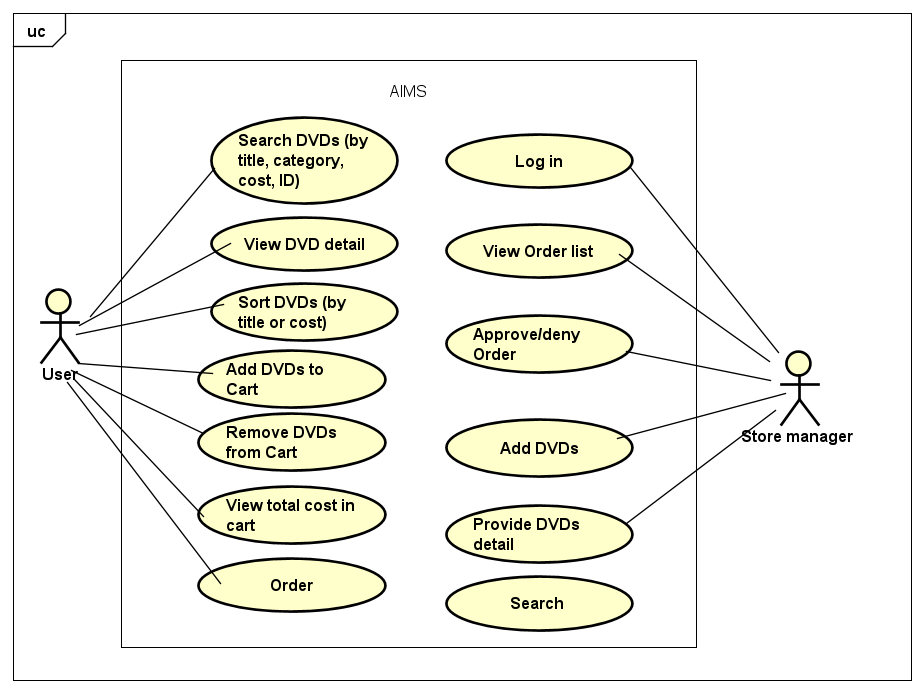 uc
AIMS
Search DVDs (by
title, category,
cost, ID)
View DVD detail
Sort DVDs (by
title or cost)
Add DVDs to
Cart
Remove DVDs
from Cart
View total cost in
cart
Order
Log in
View Order list
Approve/deny
Order
Add DVDs
Provide DVDs
detail
Search
User
Store manager